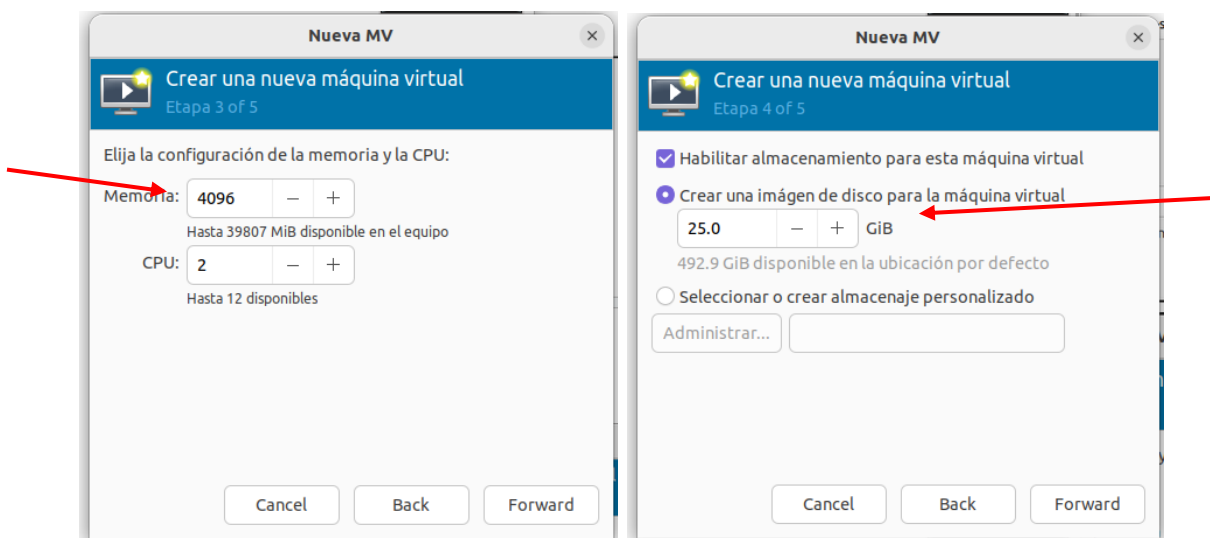 Nueva MV
Crear una nueva máquina virtual
Etapa 3 of 5
Elija la configuración de la memoria y la CPU:
Memoria: 4096
Hasta 39807 MiB disponible en el equipo
CPU: 2
Hasta 12 disponibles
Cancel Back Forward
Nueva MV
Crear una nueva máquina virtual
Etapa 4 of 5
Habilitar almacenamiento para esta máquina virtual
Crear una imágen de disco para la máquina virtual
25.0 GiB
492.9 GiB disponible en la ubicación por defecto
Seleccionar o crear almacenaje personalizado
Administrar...
Cancel Back Forward